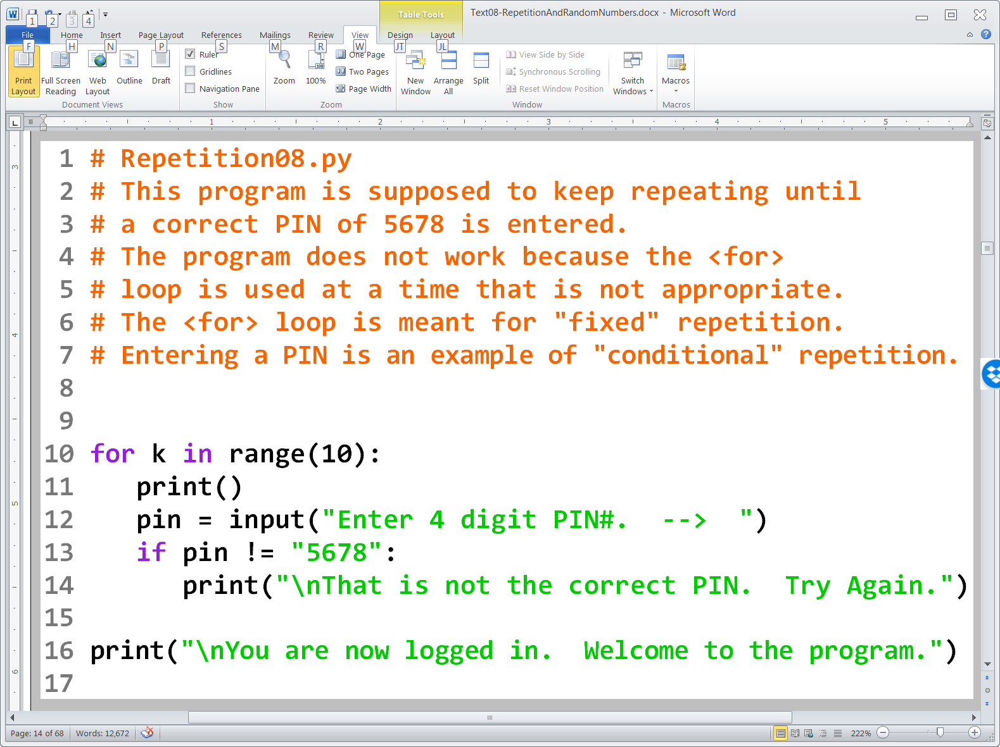 Text08-RepetitionAndRandomNumbers.docx - Microsoft Word
Table Tools
W 1 2 3 4
File Home Insert Page Layout References Mailings Review View Design Layout
F H N P S M R W JT JL
Print Layout
Full Screen Reading
Web Layout
Outline
Draft
Document Views
Ruler
Gridlines
Navigation Pane
Show
Zoom
100%
One Page
Two Pages
Page Width
Zoom
New Window
Arrange All
Split
View Side by Side
Synchronous Scrolling
Reset Window Position
Switch Windows
Window
Macros
Macros
L 1 2 3 4 5
3
4
5
6
1 # Repetition08.py
2 # This program is supposed to keep repeating until
3 # a correct PIN of 5678 is entered.
4 # The program does not work because the <for>
5 # loop is used at a time that is not appropriate.
6 # The <for> loop is meant for "fixed" repetition.
7 # Entering a PIN is an example of "conditional" repetition.
8
9
10 for k in range(10):
11    print()
12    pin = input("Enter 4 digit PIN#.  -->  ")
13    if pin != "5678":
14       print("\nThat is not the correct PIN.  Try Again.")
15
16 print("\nYou are now logged in.  Welcome to the program.")
17
Page: 14 of 68 Words: 12,672 222%